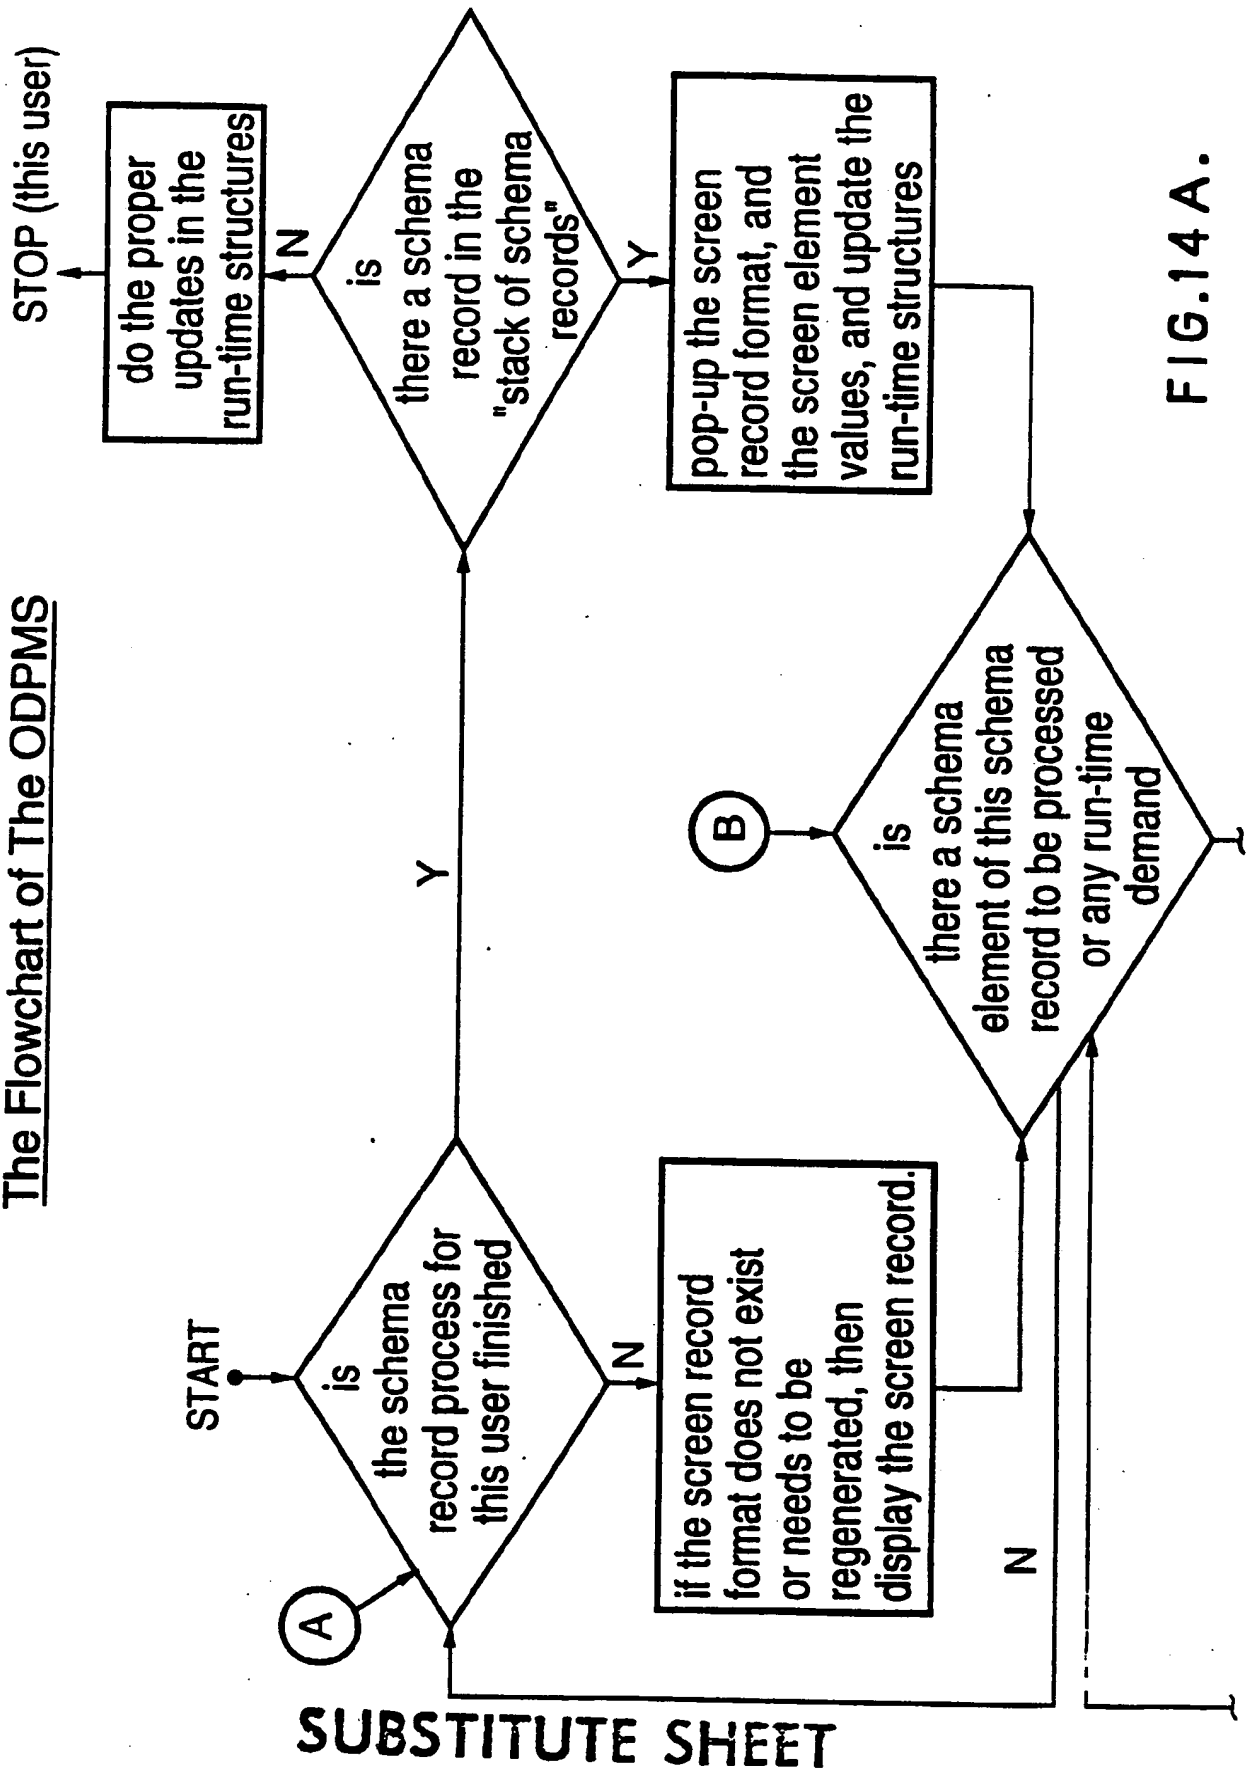 The Flowchart of The ODPMS
START
A
is
the schema
record process for
this user finished
Y
N
if the screen record
format does not exist
or needs to be
regenerated, then
display the screen record.
STOP (this user)
do the proper
updates in the
run-time structures
N
is
there a schema
record in the
"stack of schema
records"
Y
pop-up the screen
record format, and
the screen element
values, and update the
run-time structures
B
is
there a schema
element of this schema
record to be processed
or any run-time
demand
N
FIG.14 A.
SUBSTITUTE SHEET